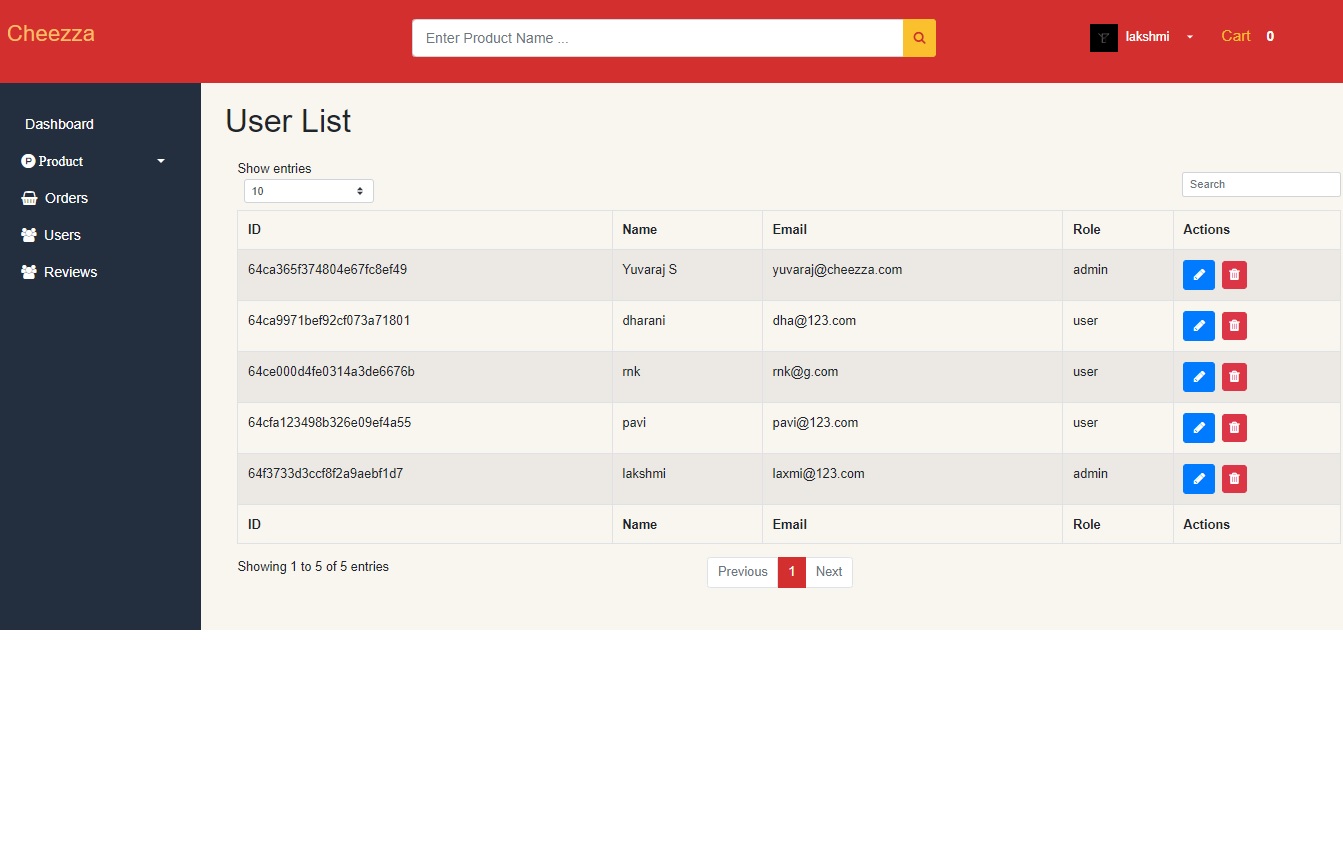 Cheezza
Enter Product Name ...
lakshmi
Cart 0
Dashboard
Product
Orders
Users
Reviews
User List
Show entries
10
Search
ID Name Email Role Actions
64ca365f374804e67fc8ef49 Yuvaraj S yuvaraj@cheezza.com admin
64ca9971bef92cf073a71801 dharani dha@123.com user
64ce000d4fe0314a3de6676b rnk rnk@g.com user
64cfa123498b326e09ef4a55 pavi pavi@123.com user
64f3733d3ccf8f2a9aebf1d7 lakshmi laxmi@123.com admin
ID Name Email Role Actions
Showing 1 to 5 of 5 entries
Previous 1 Next